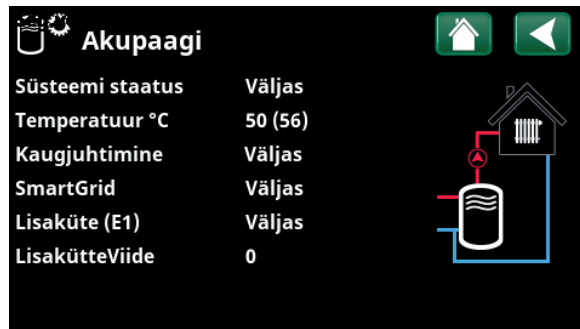 Akupaagi
Süsteemi staatus Väljas
Temperatuur °C 50 (56)
Kaugjuhtimine Väljas
SmartGrid Väljas
Lisaküte (E1) Väljas
LisakütteViide 0